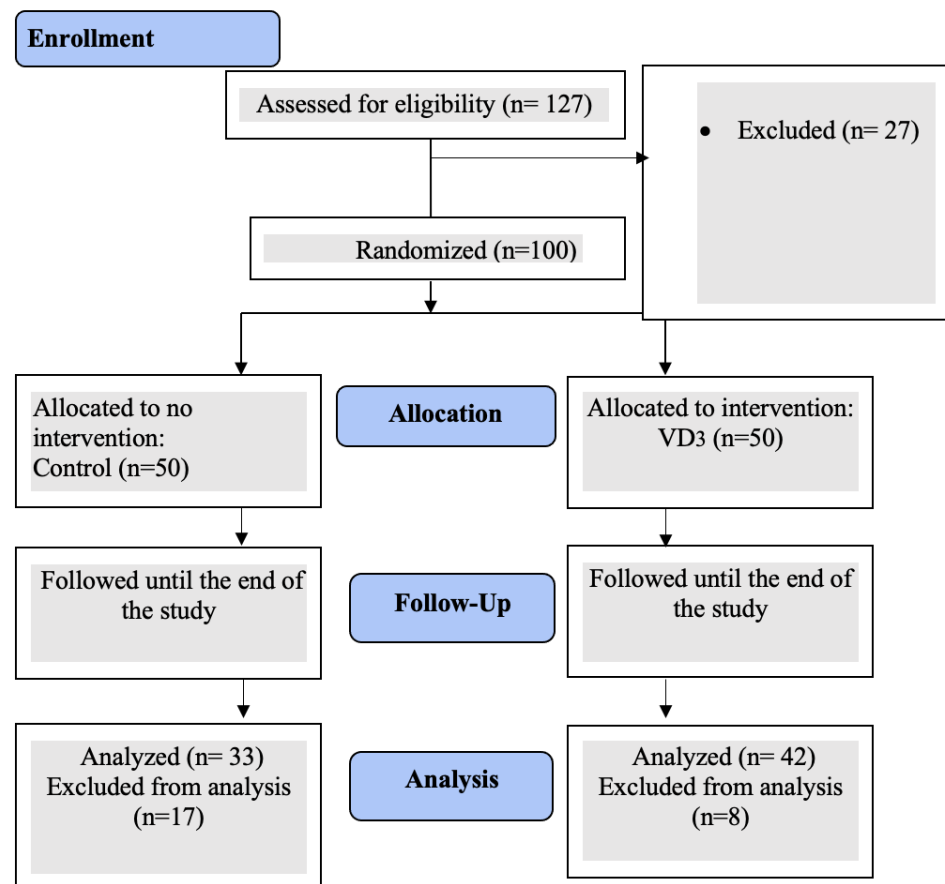 Enrollment
Assessed for eligibility (n= 127)
• Excluded (n= 27)
Randomized (n=100)
Allocated to no
intervention:
Control (n=50)
Allocation
Allocated to intervention:
VD3 (n=50)
Followed until the end of
the study
Follow-Up
Followed until the end of
the study
Analyzed (n= 33)
Excluded from analysis
(n=17)
Analysis
Analyzed (n= 42)
Excluded from analysis
(n=8)